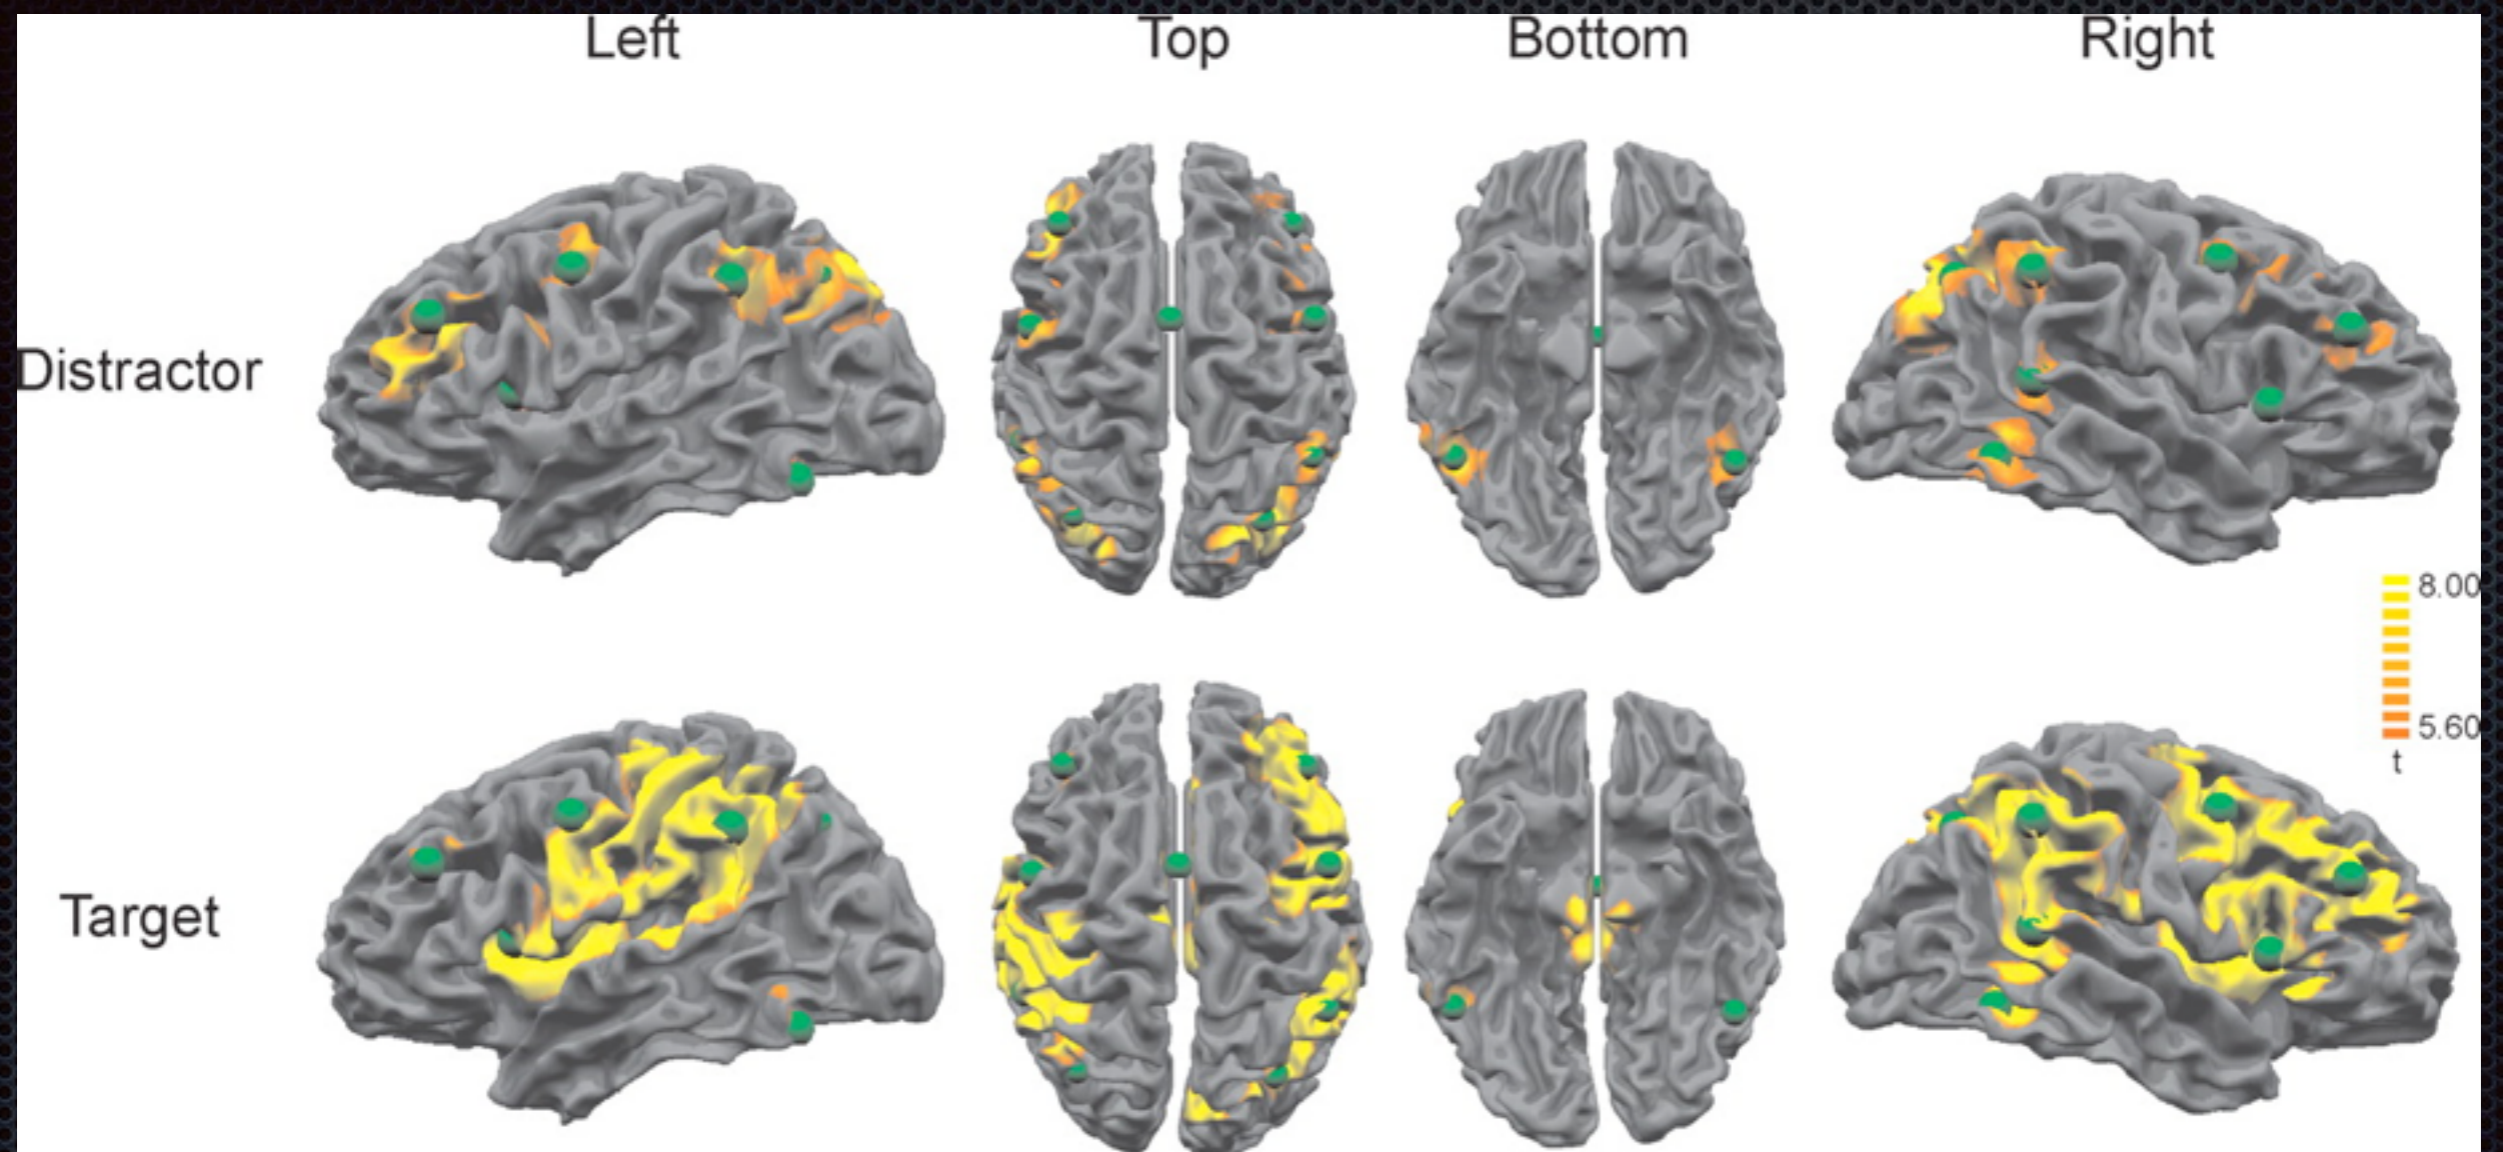 Left Top Bottom Right
Distractor
8.00
5.60
t
Target